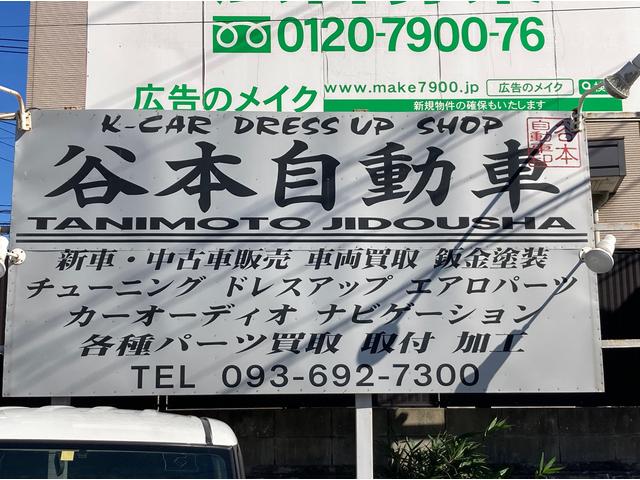 0120-7900-76
www.make7900.jp 広告のメイク
広告のメイク
新規物件の確保もいたします
K-CAR DRESS UP SHOP
谷本自動車
TANIMOTO JIDOUSHA
新車・中古車販売 車両買取 鈑金塗装
チューニング ドレスアップ エアロパーツ
カーオーディオ ナビゲーション
各種パーツ買取 取付 加工
TEL 093-692-7300